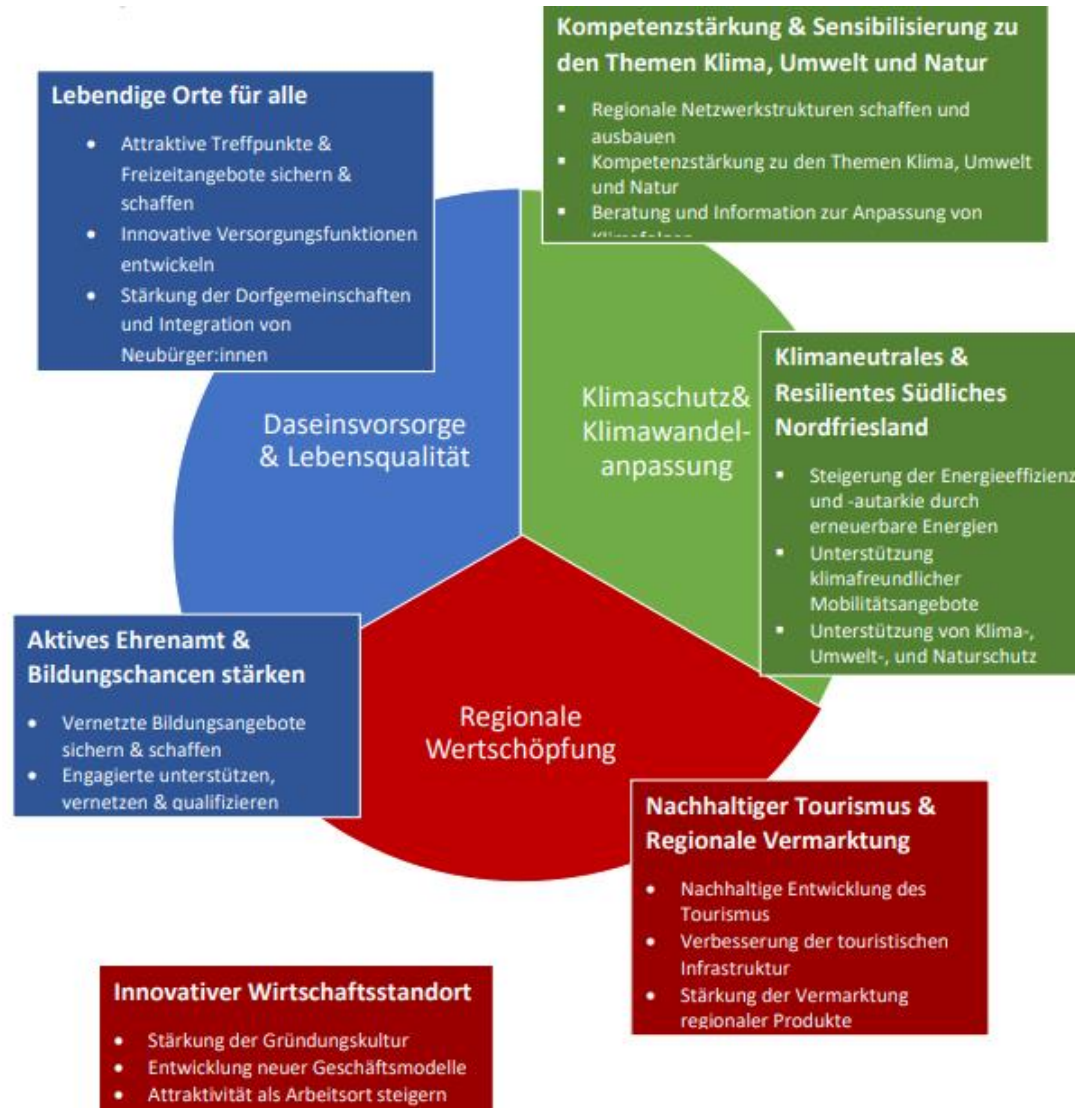 Kompetenzstärkung & Sensibilisierung zu
den Themen Klima, Umwelt und Natur
Regionale Netzwerkstrukturen schaffen und
ausbauen
Kompetenzstärkung zu den Themen Klima, Umwelt
und Natur
Beratung und Information zur Anpassung von
Lebendige Orte für alle
Attraktive Treffpunkte &
Freizeitangebote sichern &
schaffen
Innovative Versorgungsfunktionen
entwickeln
Stärkung der Dorfgemeinschaften
und Integration von
Neubürger:innen
Daseinsvorsorge
& Lebensqualität
Klimaschutz&
Klimawandel-
anpassung
Klimaneutrales &
Resilientes Südliches
Nordfriesland
Steigerung der Energieeffizienz
und -autarkie durch
erneuerbare Energien
Unterstützung
klimafreundlicher
Mobilitätsangebote
Unterstützung von Klima-,
Umwelt-, und Naturschutz
Aktives Ehrenamt &
Bildungschancen stärken
Vernetzte Bildungsangebote
sichern & schaffen
Engagierte unterstützen,
vernetzen & qualifizieren
Regionale
Wertschöpfung
Nachhaltiger Tourismus &
Regionale Vermarktung
Nachhaltige Entwicklung des
Tourismus
Verbesserung der touristischen
Infrastruktur
Stärkung der Vermarktung
regionaler Produkte
Innovativer Wirtschaftsstandort
Stärkung der Gründungskultur
Entwicklung neuer Geschäftsmodelle
Attraktivität als Arbeitsort steigern